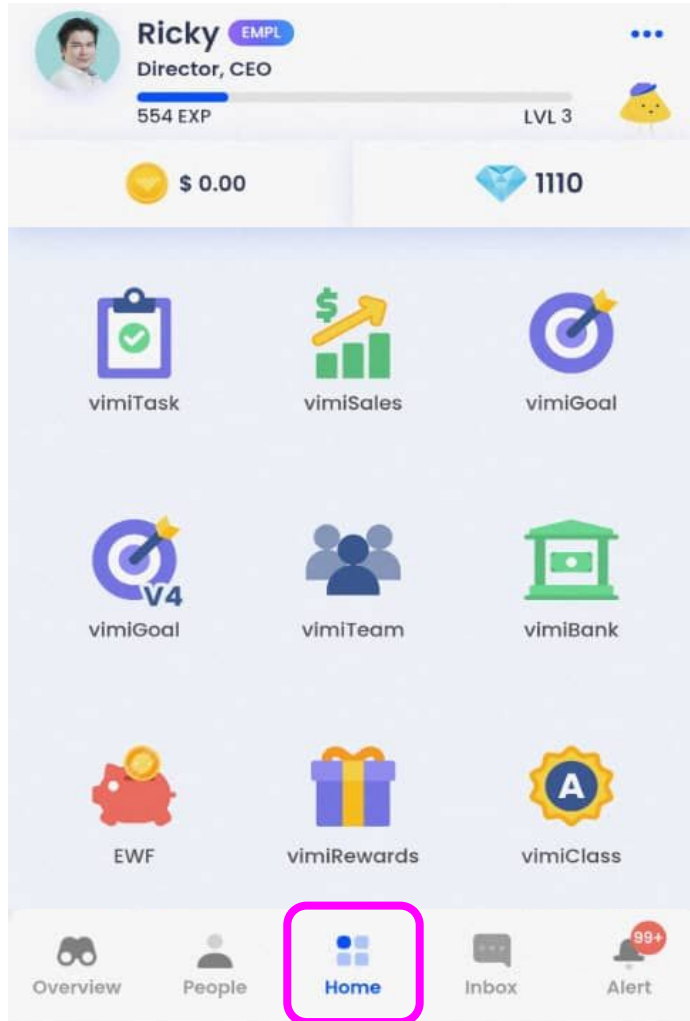 Ricky EMPL
Director, CEO
554 EXP LVL 3
$ 0.00 1110
$
vimiTask vimiSales vimiGoal
V4
vimiGoal vimiTeam vimiBank
A
EWF vimiRewards vimiClass
99+
Overview People Home Inbox Alert